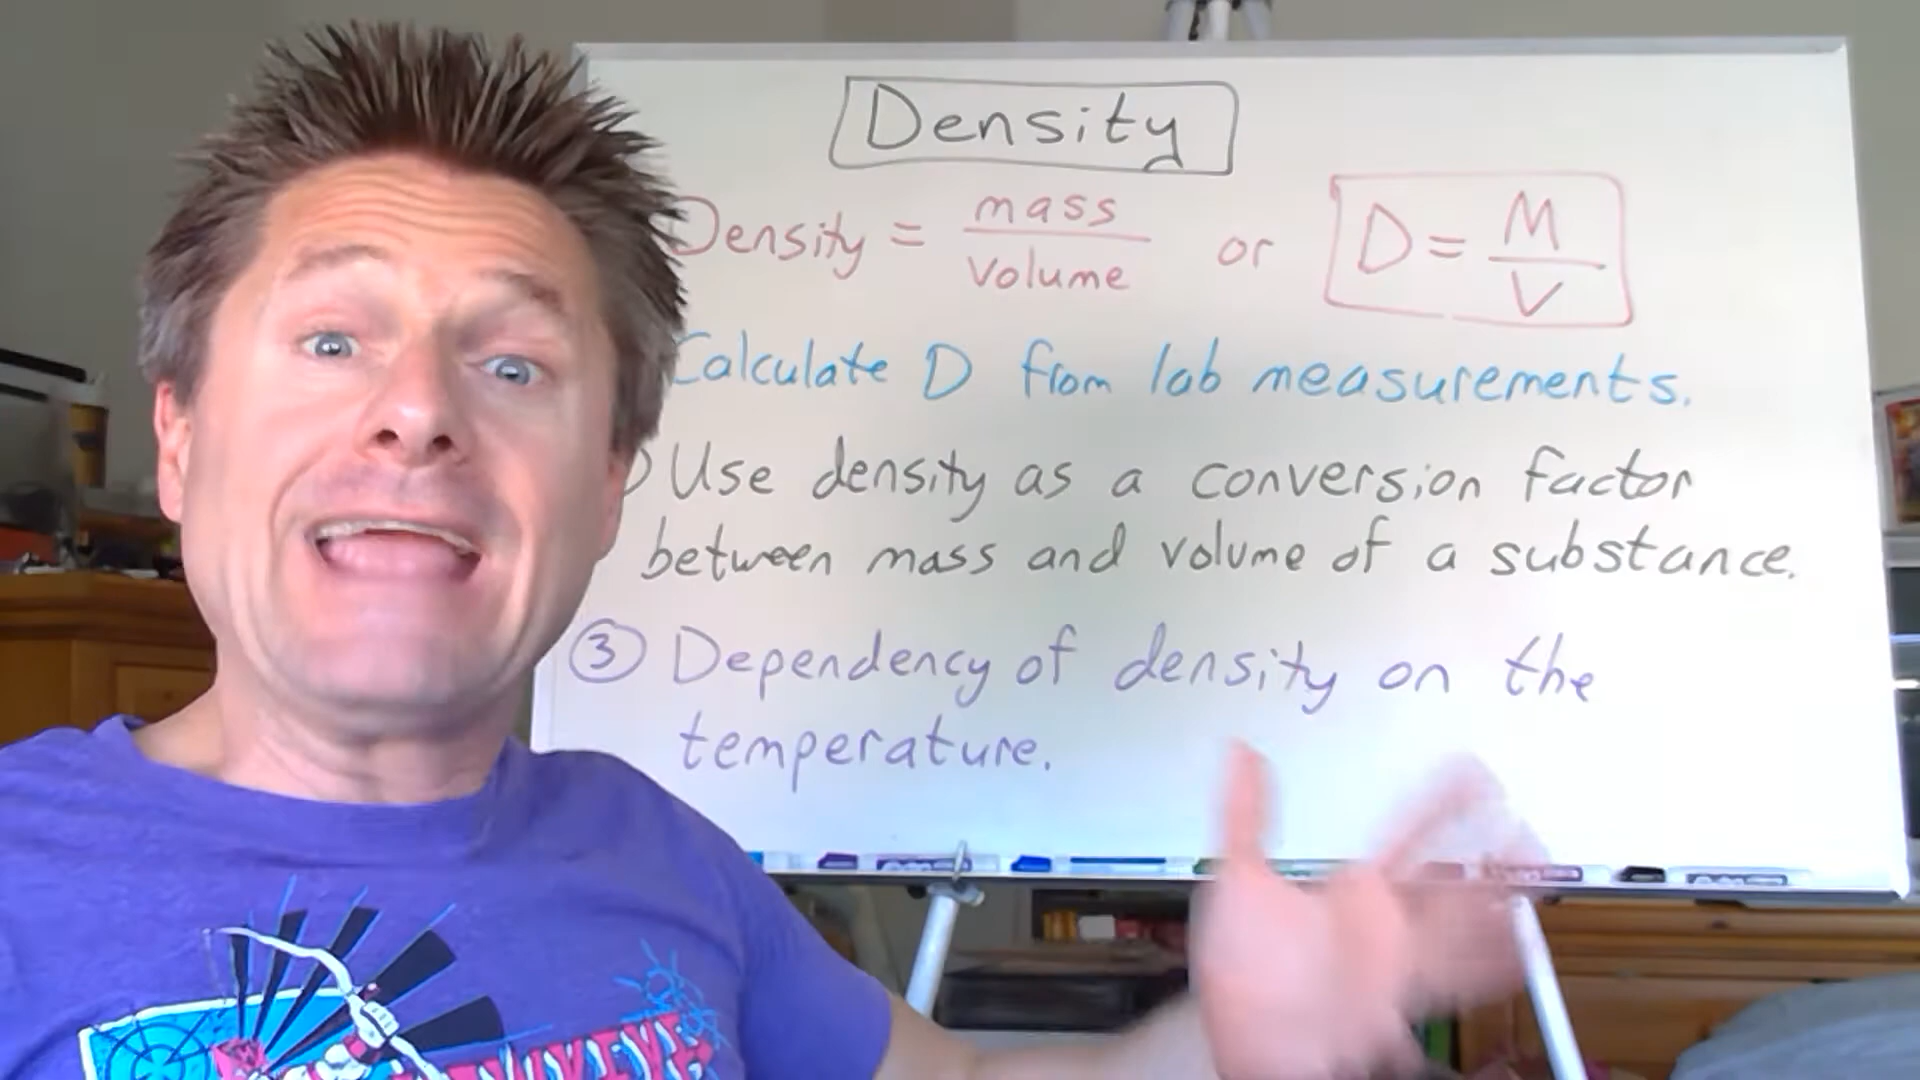 Density
Density = mass / volume or D = M / V
Calculate D from lab measurements.
) Use density as a conversion factor
between mass and volume of a substance.
③ Dependency of density on the
temperature.